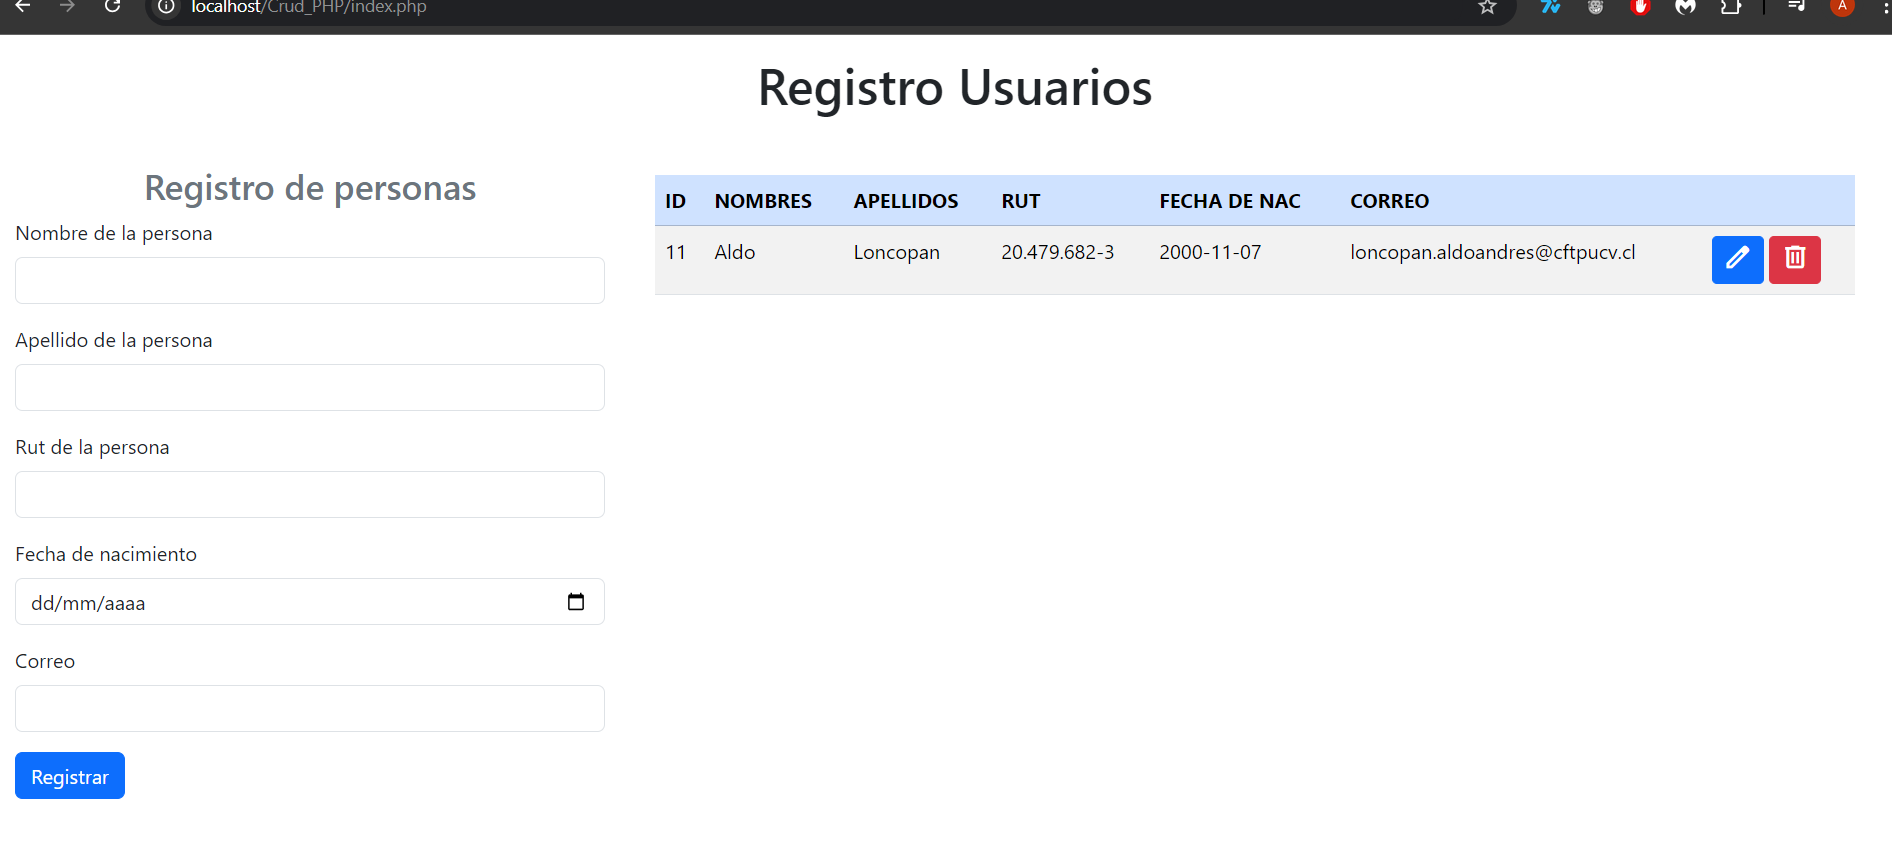 localhost/Crud_PHP/index.php
A
Registro Usuarios
Registro de personas
Nombre de la persona
Apellido de la persona
Rut de la persona
Fecha de nacimiento
dd/mm/aaaa
Correo
Registrar
ID NOMBRES APELLIDOS RUT FECHA DE NAC CORREO
11 Aldo Loncopan 20.479.682-3 2000-11-07 loncopan.aldoandres@cftpucv.cl